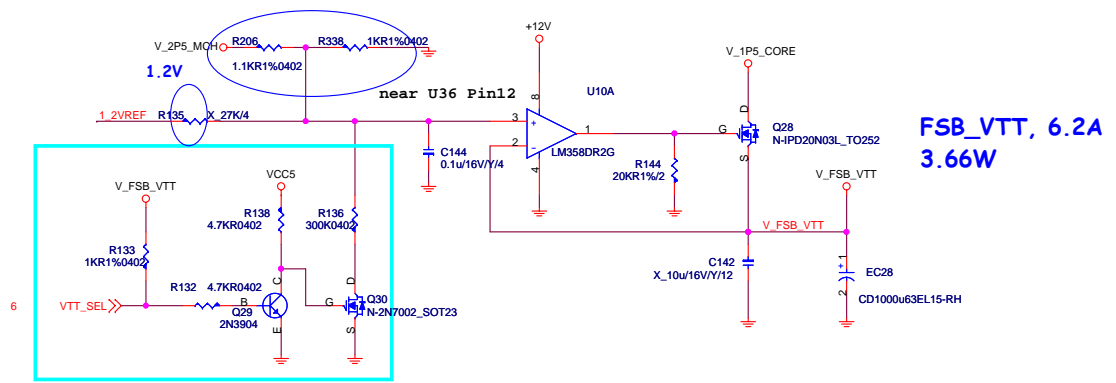 V_2P5_MCH
R206
R338
1KR1%0402
1.1KR1%0402
1.2V
1_2VREF
R135
X_27K/4
near U36 Pin12
+12V
U10A
8
3
+
2
-
1
4
LM358DR2G
C144
0.1u/16V/Y/4
R144
20KR1%/2
V_1P5_CORE
D
G
S
Q28
N-IPD20N03L_TO252
FSB_VTT, 6.2A
3.66W
V_FSB_VTT
V_FSB_VTT
C142
X_10u/16V/Y/12
+
1
2
EC28
CD1000u63EL15-RH
V_FSB_VTT
VCC5
R138
4.7KR0402
R136
300K0402
R133
1KR1%0402
R132
4.7KR0402
6
VTT_SEL
B
C
E
Q29
2N3904
D
G
S
Q30
N-2N7002_SOT23